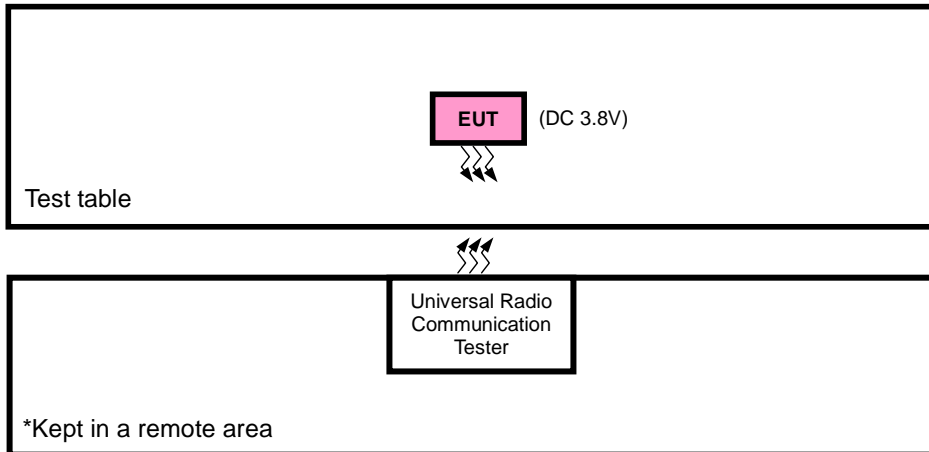 EUT
(DC 3.8V)
Test table
Universal Radio
Communication
Tester
*Kept in a remote area